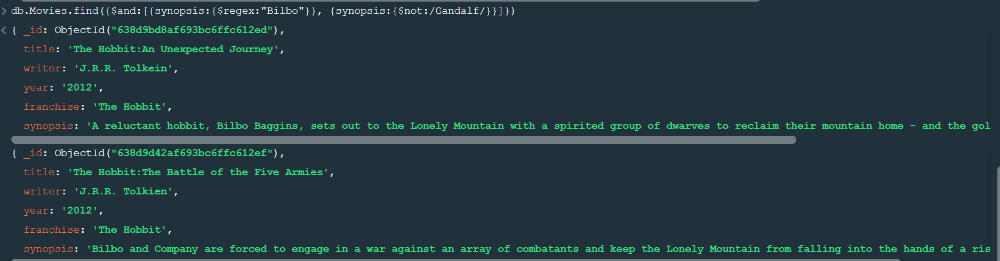 db.Movies.find({$and:[{synopsis:{$regex:"Bilbo"}}, {synopsis:{$not:/Gandalf/}}]})
{ _id: ObjectId("638d9bd8af693bc6ffc612ed"),
title: 'The Hobbit:An Unexpected Journey',
writer: 'J.R.R. Tolkein',
year: '2012',
franchise: 'The Hobbit',
synopsis: 'A reluctant hobbit, Bilbo Baggins, sets out to the Lonely Mountain with a spirited group of dwarves to reclaim their mountain home - and the gol
{ _id: ObjectId("638d9d42af693bc6ffc612ef"),
title: 'The Hobbit:The Battle of the Five Armies',
writer: 'J.R.R. Tolkien',
year: '2012',
franchise: 'The Hobbit',
synopsis: 'Bilbo and Company are forced to engage in a war against an array of combatants and keep the Lonely Mountain from falling into the hands of a ris